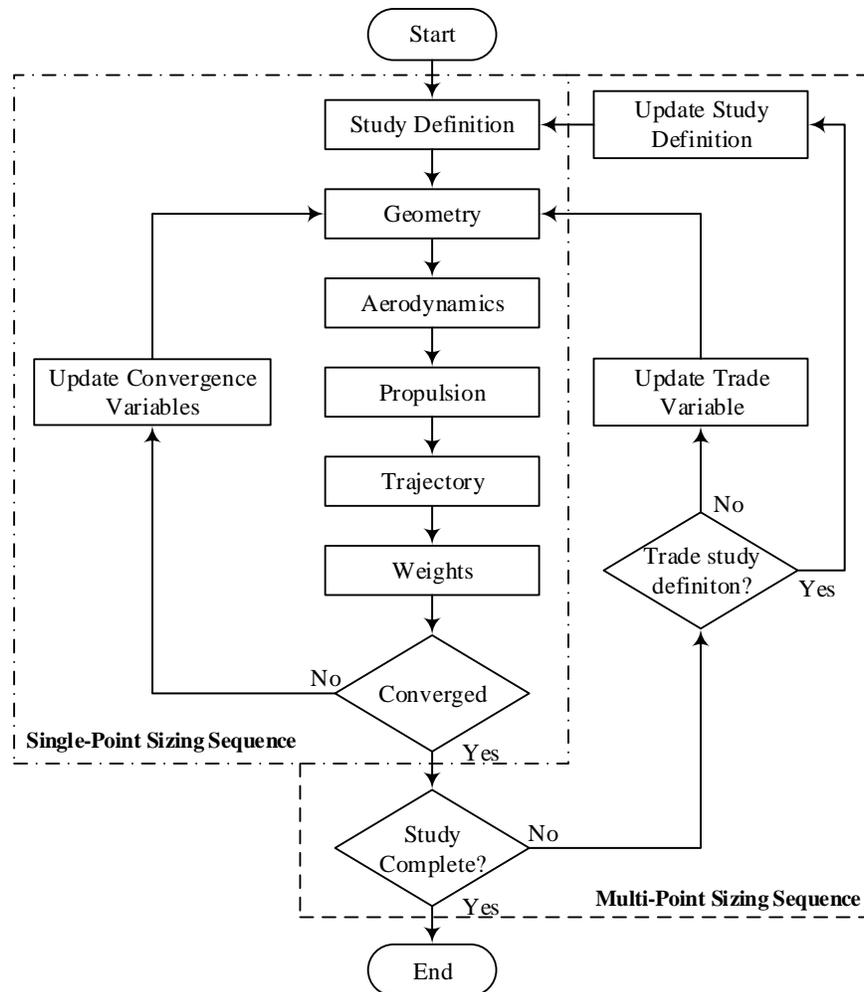 Start
Study Definition
Update Study
Definition
Geometry
Aerodynamics
Update Convergence
Variables
Propulsion
Update Trade
Variable
Trajectory
No
Weights
Trade study
definiton?
Yes
No
Converged
Single-Point Sizing Sequence
Yes
Study
Complete?
No
Multi-Point Sizing Sequence
Yes
End